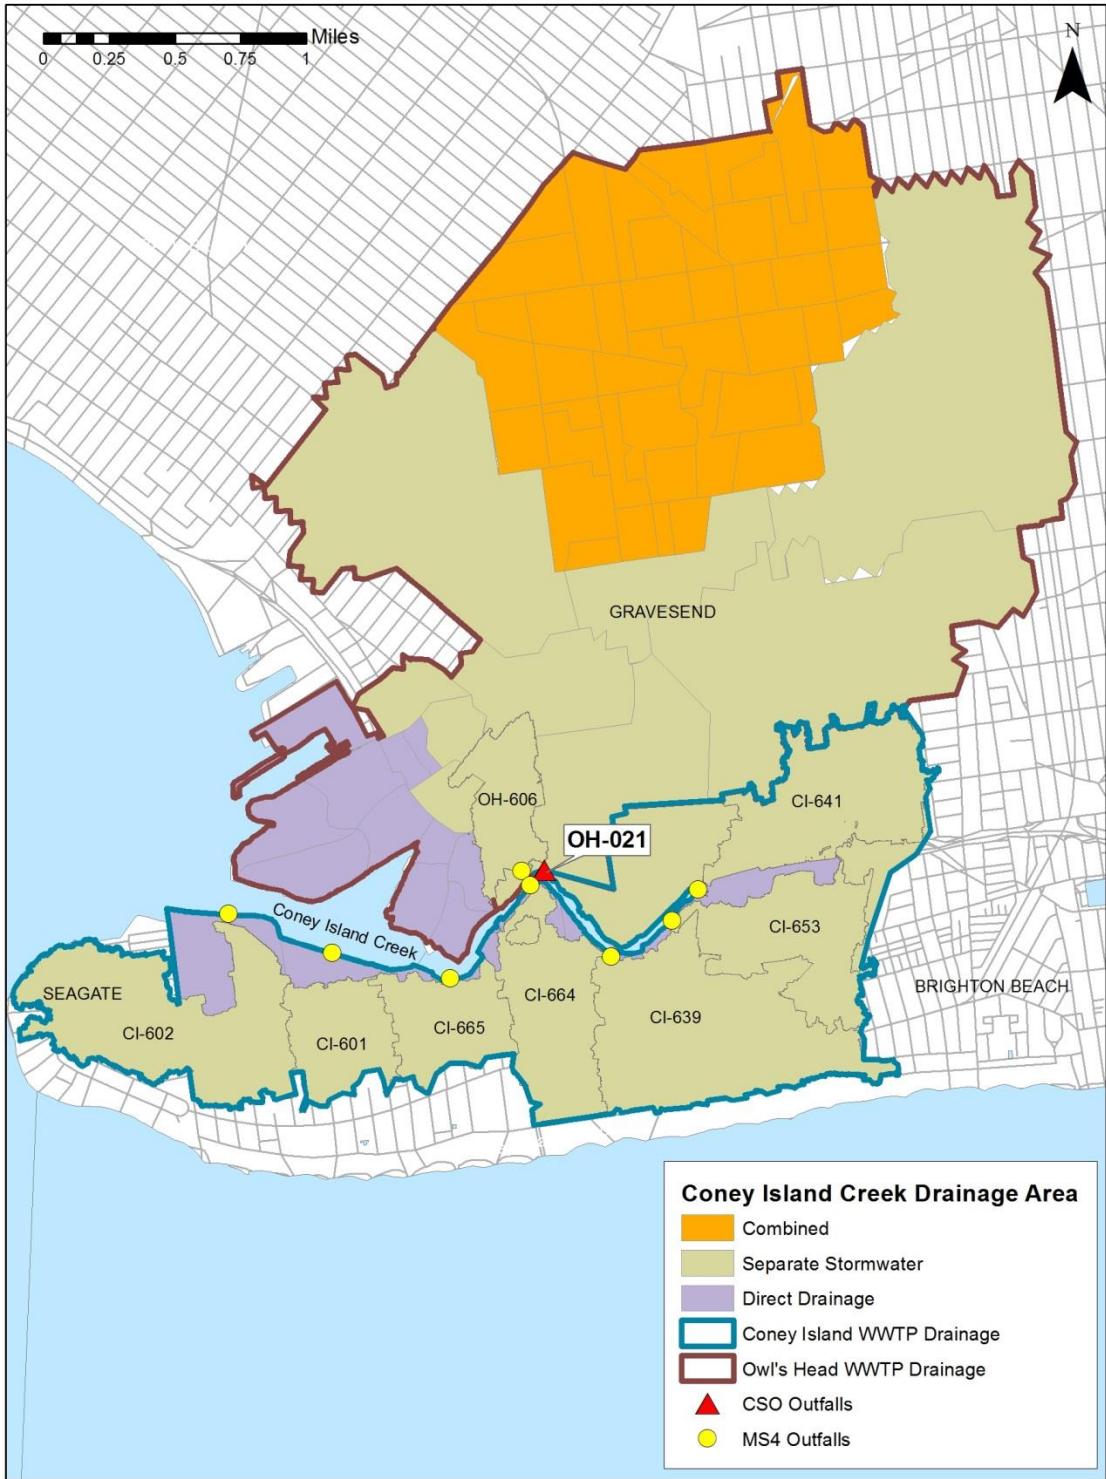 Miles
0 0.25 0.5 0.75 1
N
GRAVESEND
OH-606
CI-641
OH-021
Coney Island Creek
CI-653
SEAGATE
CI-664
BRIGHTON BEACH
CI-602
CI-601
CI-665
CI-639
Coney Island Creek Drainage Area
Combined
Separate Stormwater
Direct Drainage
Coney Island WWTP Drainage
Owl's Head WWTP Drainage
CSO Outfalls
MS4 Outfalls